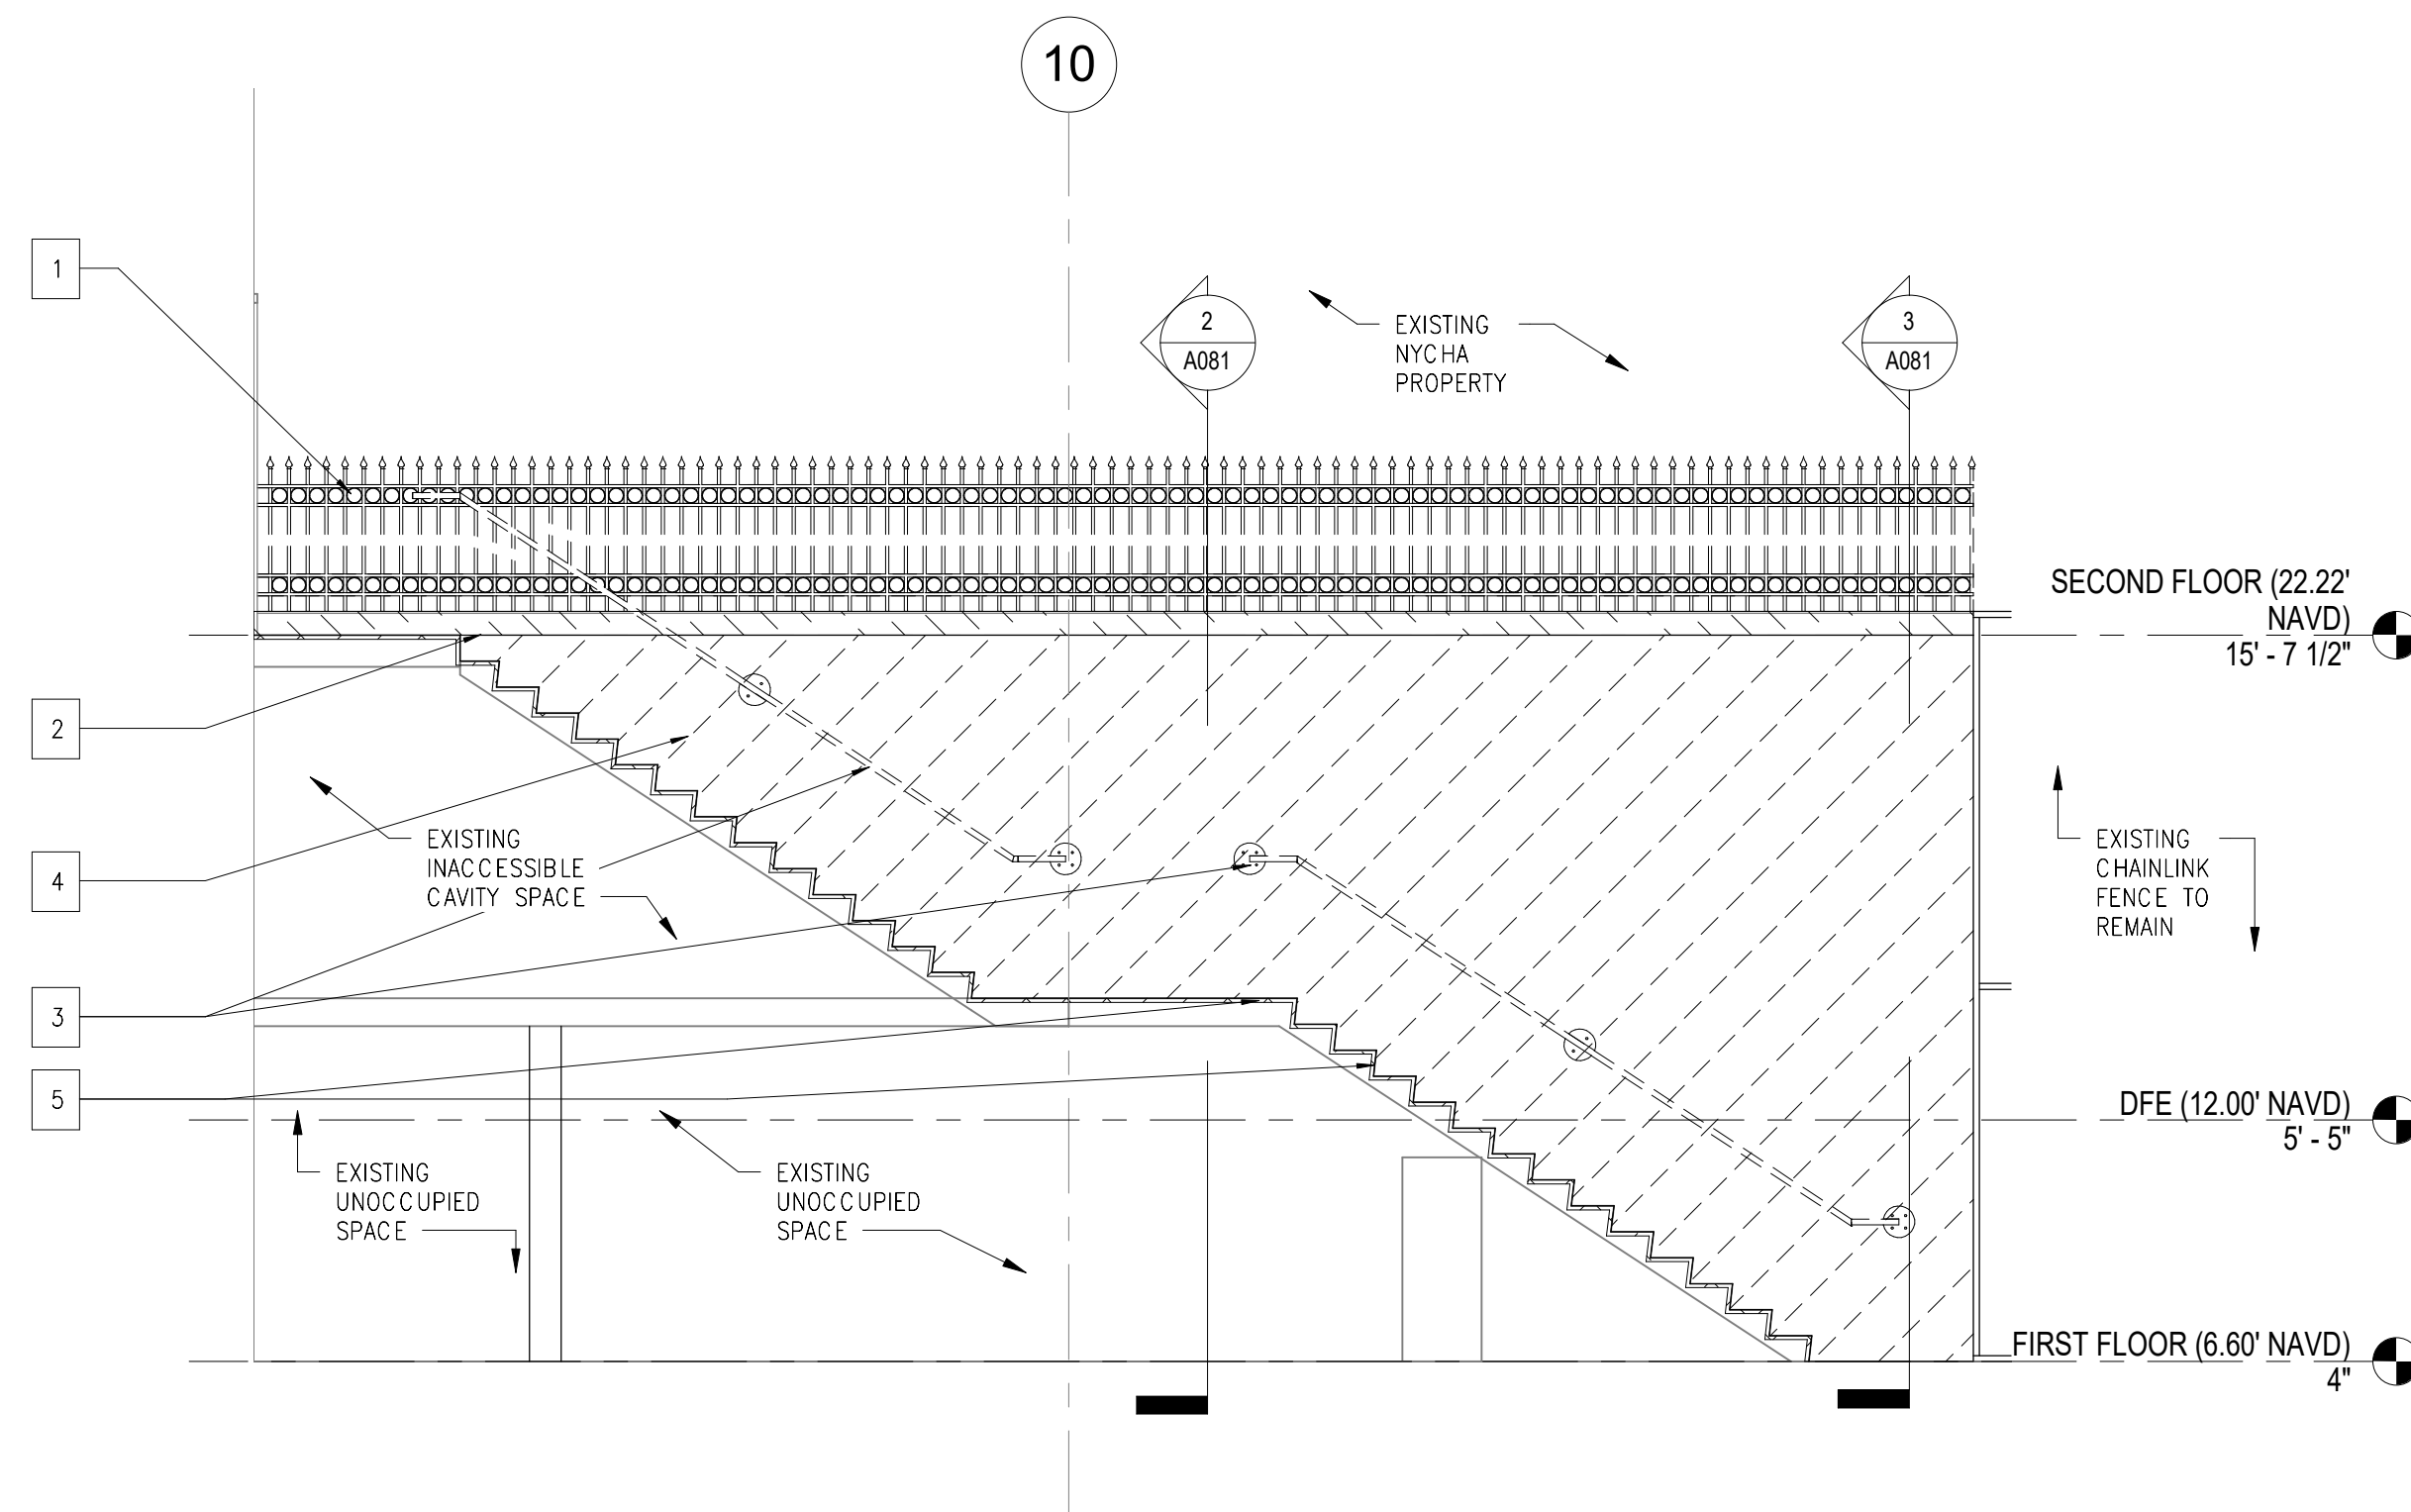 10
1
2
A081
EXISTING
NYCHA
PROPERTY
3
A081
SECOND FLOOR (22.22'
NAVD)
15' - 7 1/2"
2
4
EXISTING
INACCESSIBLE
CAVITY SPACE
EXISTING
CHAINLINK
FENCE TO
REMAIN
3
5
DFE (12.00' NAVD)
5' - 5"
EXISTING
UNOCCUPIED
SPACE
EXISTING
UNOCCUPIED
SPACE
FIRST FLOOR (6.60' NAVD)
4"